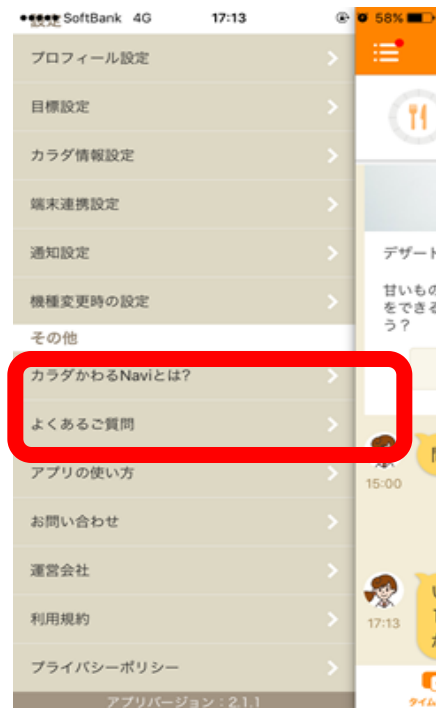 設定 SoftBank 4G 17:13 58%
プロフィール設定
目標設定
カラダ情報設定
端末連携設定
通知設定
機種変更時の設定
その他
カラダかわるNaviとは?
よくあるご質問
アプリの使い方
お問い合わせ
運営会社
利用規約
プライバシーポリシー
アプリバージョン：2.1.1
デザート
甘いもの
をできる
う？
15:00
17:13
タイム